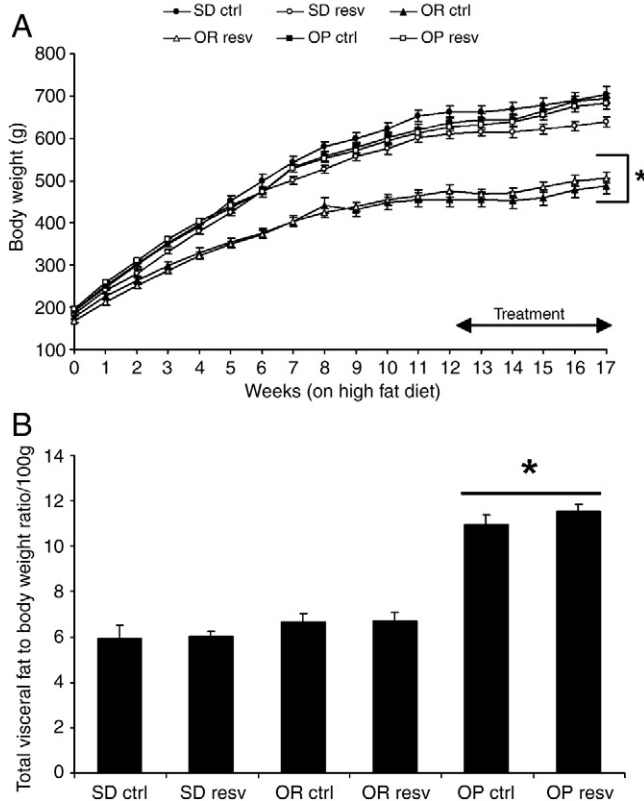 A
SD ctrl SD resv OR ctrl
OR resv OP ctrl OP resv
Body weight (g)
800
700
600
500
400
300
200
100
*
Treatment
0 1 2 3 4 5 6 7 8 9 10 11 12 13 14 15 16 17
Weeks (on high fat diet)
B
Total visceral fat to body weight ratio/100g
14
12
10
8
6
4
2
0
*
SD ctrl SD resv OR ctrl OR resv OP ctrl OP resv